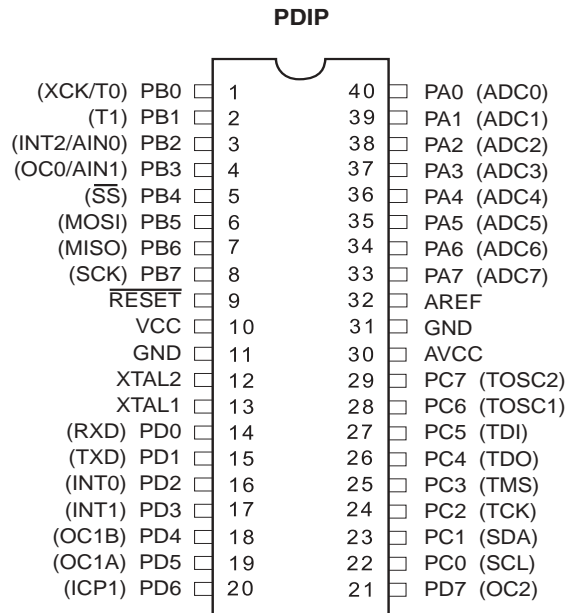 PDIP
(XCK/T0) PB0 1 40 PA0 (ADC0)
(T1) PB1 2 39 PA1 (ADC1)
(INT2/AIN0) PB2 3 38 PA2 (ADC2)
(OC0/AIN1) PB3 4 37 PA3 (ADC3)
(S̅S̅) PB4 5 36 PA4 (ADC4)
(MOSI) PB5 6 35 PA5 (ADC5)
(MISO) PB6 7 34 PA6 (ADC6)
(SCK) PB7 8 33 PA7 (ADC7)
R̅E̅S̅E̅T̅ 9 32 AREF
VCC 10 31 GND
GND 11 30 AVCC
XTAL2 12 29 PC7 (TOSC2)
XTAL1 13 28 PC6 (TOSC1)
(RXD) PD0 14 27 PC5 (TDI)
(TXD) PD1 15 26 PC4 (TDO)
(INT0) PD2 16 25 PC3 (TMS)
(INT1) PD3 17 24 PC2 (TCK)
(OC1B) PD4 18 23 PC1 (SDA)
(OC1A) PD5 19 22 PC0 (SCL)
(ICP1) PD6 20 21 PD7 (OC2)